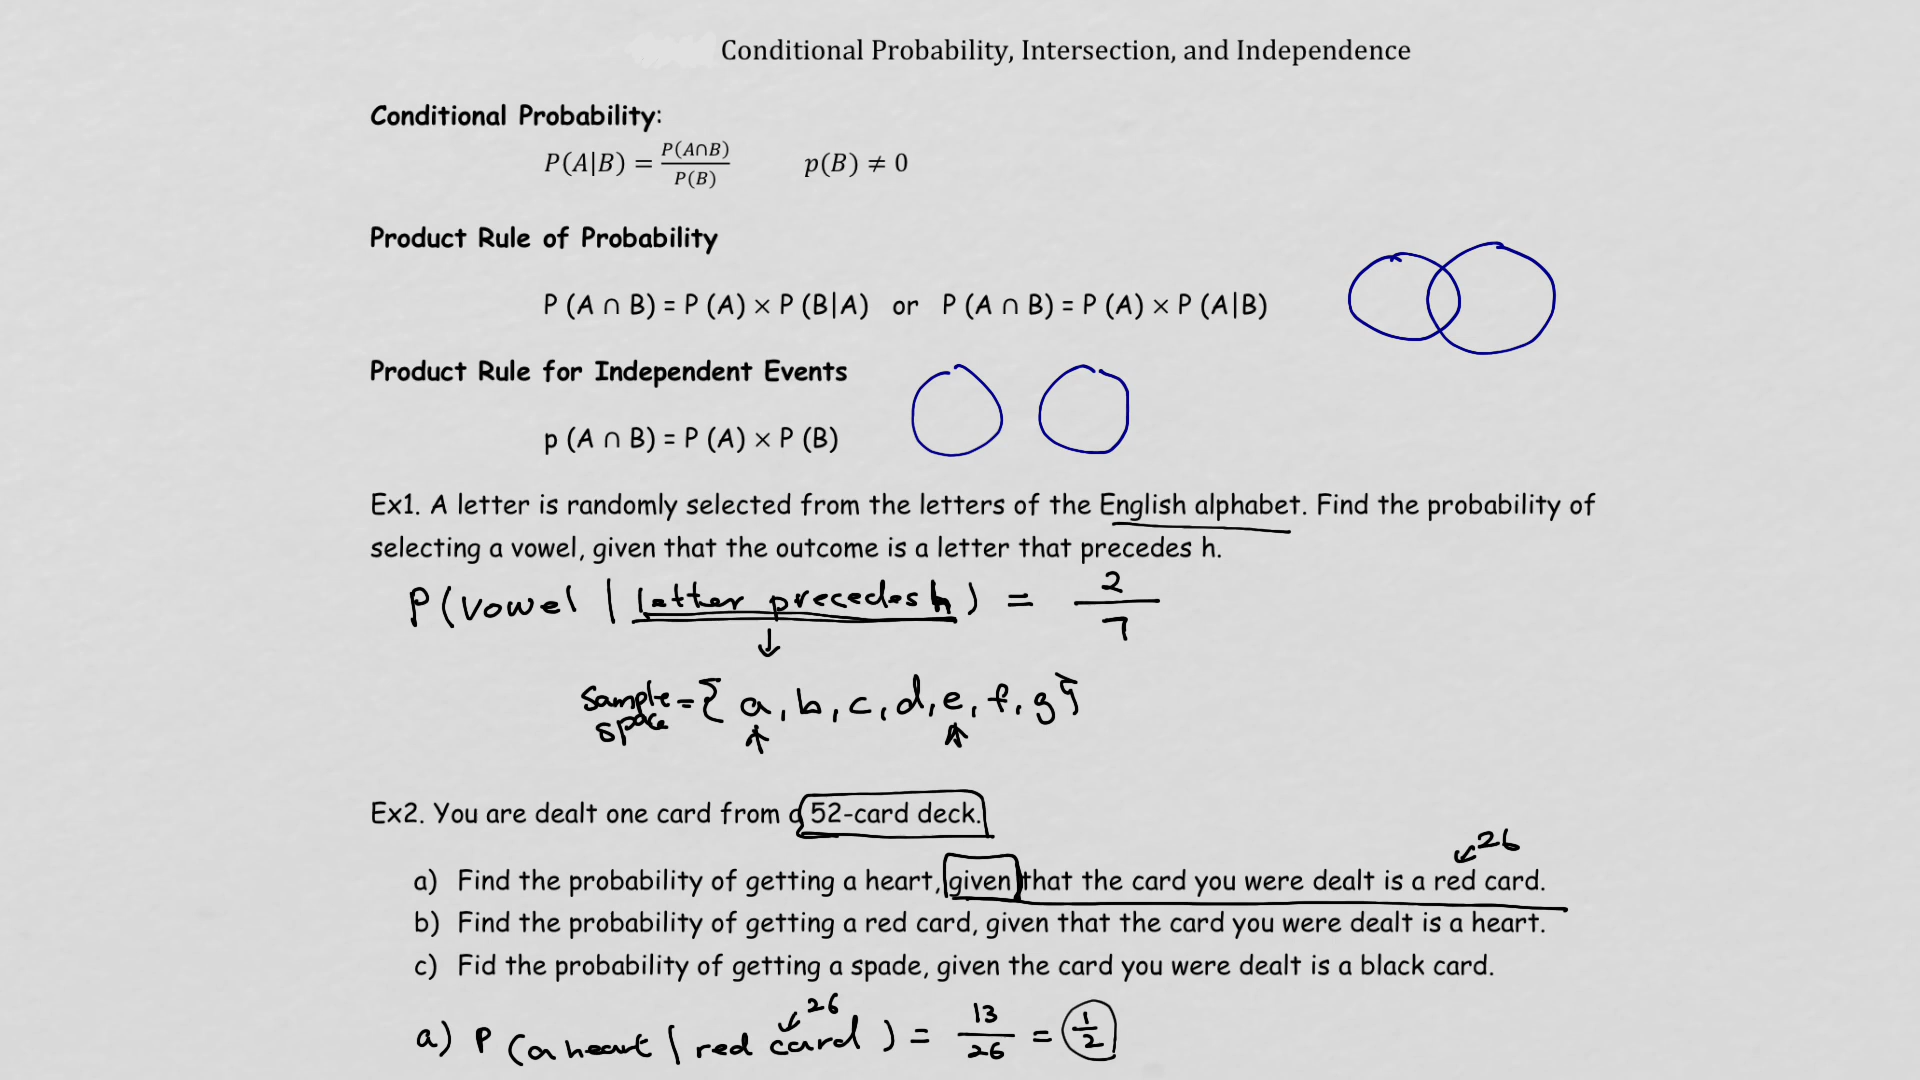 Conditional Probability, Intersection, and Independence
Conditional Probability:
P(A|B) = P(A∩B)/P(B)    p(B) ≠ 0
Product Rule of Probability
P (A ∩ B) = P (A) × P (B|A) or P (A ∩ B) = P (A) × P (A|B)
Product Rule for Independent Events
p (A ∩ B) = P (A) × P (B)
Ex1. A letter is randomly selected from the letters of the English alphabet. Find the probability of
selecting a vowel, given that the outcome is a letter that precedes h.
P(vowel | letter precedes h) = 2/7
↓
sample space = { a, b, c, d, e, f, g }
Ex2. You are dealt one card from a 52-card deck.
26
a) Find the probability of getting a heart, given that the card you were dealt is a red card.
b) Find the probability of getting a red card, given that the card you were dealt is a heart.
c) Fid the probability of getting a spade, given the card you were dealt is a black card.
26
a) P (a heart | red card) = 13/26 = 1/2